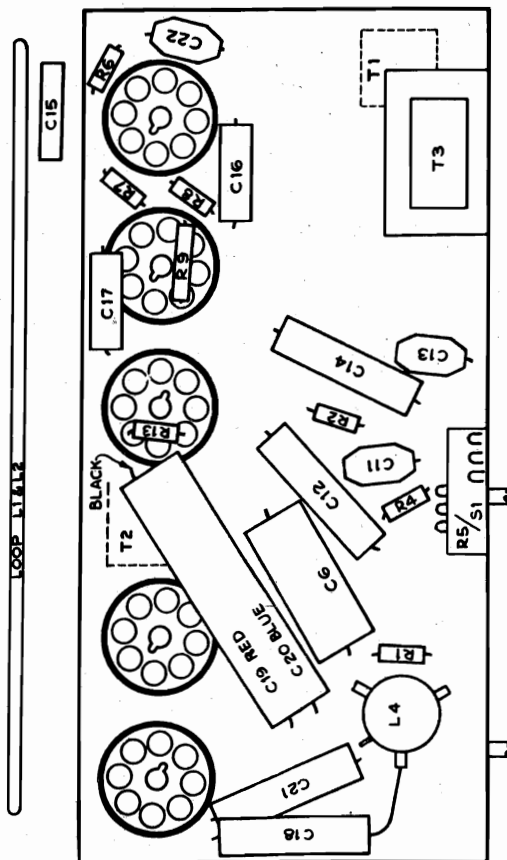 C22
R6
T1
C15
C16
T3
R7
R8
R9
C17
C14
C13
R2
R13
LOOP L1 & L2
BLACK
C11
C12
R4
R5/S1
T2
C6
C19 RED
C20 BLUE
R1
L4
C21
C18